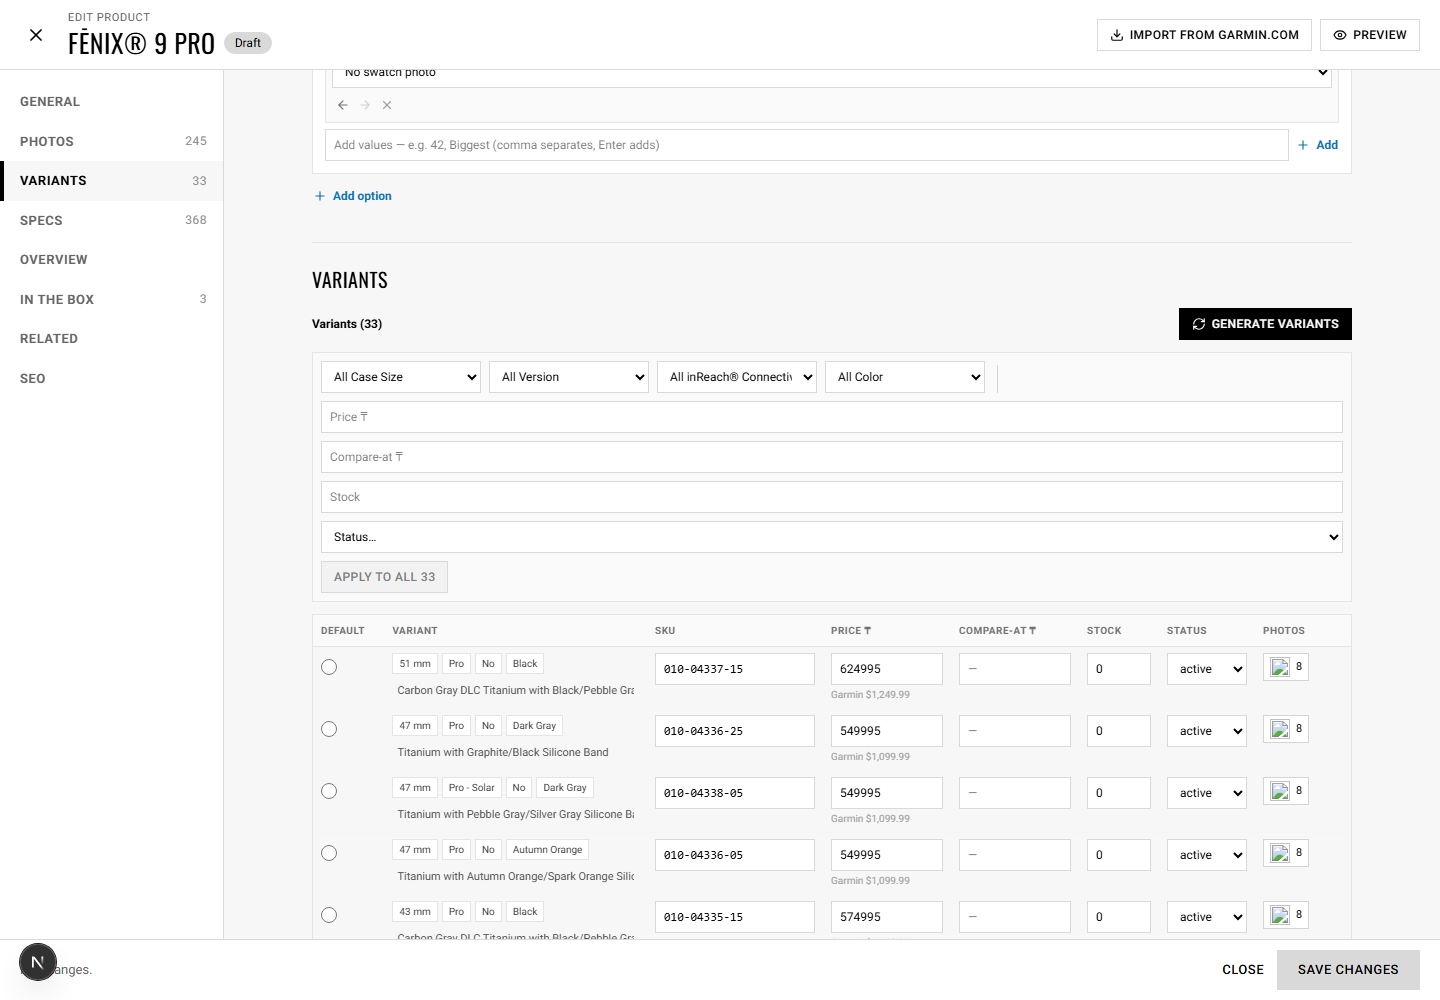 EDIT PRODUCT
FĒNIX® 9 PRO Draft
IMPORT FROM GARMIN.COM PREVIEW
GENERAL
PHOTOS 245
VARIANTS 33
SPECS 368
OVERVIEW
IN THE BOX 3
RELATED
SEO
No swatch photo
Add values — e.g. 42, Biggest (comma separates, Enter adds) + Add
+ Add option
VARIANTS
Variants (33) GENERATE VARIANTS
All Case Size All Version All inReach® Connectiv All Color
Price ₸
Compare-at ₸
Stock
Status...
APPLY TO ALL 33
DEFAULT VARIANT SKU PRICE ₸ COMPARE-AT ₸ STOCK STATUS PHOTOS
51 mm Pro No Black 010-04337-15 624995 — 0 active 8
Carbon Gray DLC Titanium with Black/Pebble Gra Garmin $1,249.99
47 mm Pro No Dark Gray 010-04336-25 549995 — 0 active 8
Titanium with Graphite/Black Silicone Band Garmin $1,099.99
47 mm Pro - Solar No Dark Gray 010-04338-05 549995 — 0 active 8
Titanium with Pebble Gray/Silver Gray Silicone Ba Garmin $1,099.99
47 mm Pro No Autumn Orange 010-04336-05 549995 — 0 active 8
Titanium with Autumn Orange/Spark Orange Silic Garmin $1,099.99
43 mm Pro No Black 010-04335-15 574995 — 0 active 8
Carbon Gray DLC Titanium with Black/Pebble Gra
N anges.
CLOSE SAVE CHANGES